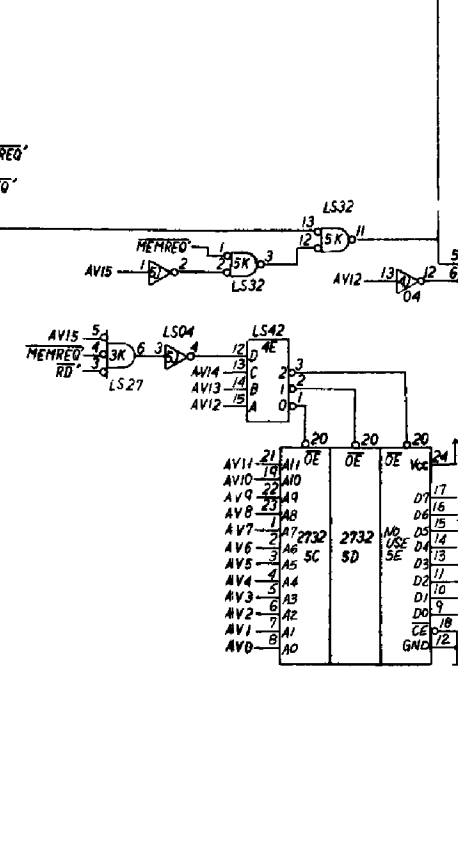 REQ'
Q'
LS32
13
12
5K
11
MEMREQ'
1
2
5K
3
LS32
AV15
1
2
AV12
13
12
04
5
6
AV15
5
MEMREQ'
4
RD'
3
3K
6
LS27
LS04
3
4
LS42
4E
12
D
AV14
13
C
2
3
AV13
14
B
1
2
AV12
15
A
0
1
20
20
20
OE
OE
OE
Vcc
24
AV11
21
A11
AV10
19
A10
AV9
22
A9
AV8
23
A8
AV7
1
A7
AV6
2
A6
AV5
3
A5
AV4
4
A4
AV3
5
A3
AV2
6
A2
AV1
7
A1
AV0
8
A0
2732
5C
2732
5D
NO
USE
5E
D7
17
D6
16
D5
15
D4
14
D3
13
D2
11
D1
10
D0
9
CE
18
GND
12